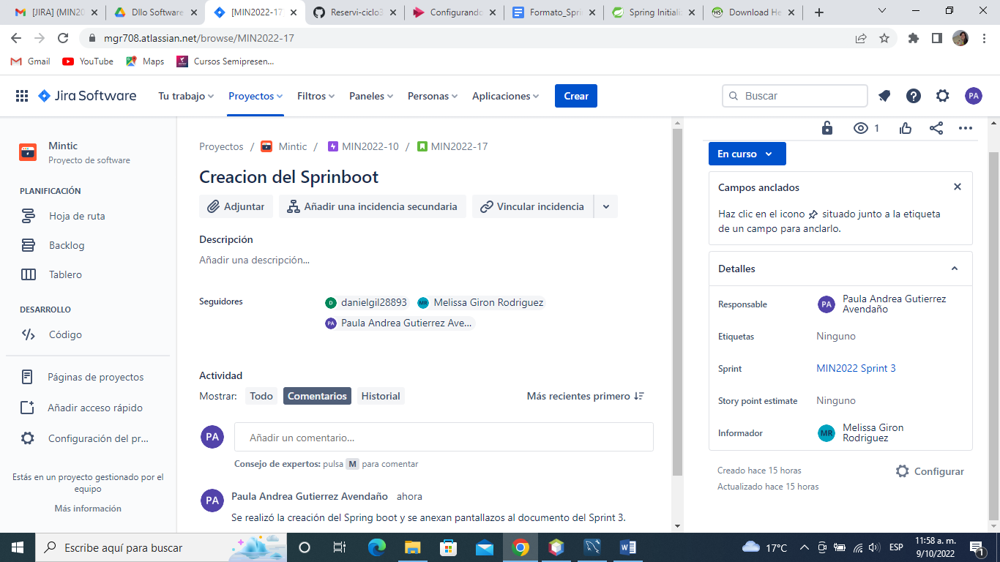 [JIRA] (MIN20
Dllo Software
[MIN2022-17
Reservi-ciclo3
Configurando
Formato_Spri
Spring Initiali
Download He
mgr708.atlassian.net/browse/MIN2022-17
Gmail
YouTube
Maps
Cursos Semipresen...
Jira Software
Tu trabajo
Proyectos
Filtros
Paneles
Personas
Aplicaciones
Crear
Buscar
PA
Mintic
Proyecto de software
PLANIFICACIÓN
Hoja de ruta
Backlog
Tablero
DESARROLLO
Código
Páginas de proyectos
Añadir acceso rápido
Configuración del pr...
Estás en un proyecto gestionado por el
equipo
Más información
Proyectos / Mintic / MIN2022-10 / MIN2022-17
Creacion del Sprinboot
Adjuntar
Añadir una incidencia secundaria
Vincular incidencia
Descripción
Añadir una descripción...
Seguidores
D danielgil28893
MR Melissa Giron Rodriguez
PA Paula Andrea Gutierrez Ave...
Actividad
Mostrar: Todo Comentarios Historial
Más recientes primero
PA
Añadir un comentario...
Consejo de expertos: pulsa M para comentar
PA
Paula Andrea Gutierrez Avendaño ahora
Se realizó la creación del Spring boot y se anexan pantallazos al documento del Sprint 3.
1
En curso
Campos anclados
Haz clic en el icono situado junto a la etiqueta
de un campo para anclarlo.
Detalles
Responsable
PA
Paula Andrea Gutierrez
Avendaño
Etiquetas
Ninguno
Sprint
MIN2022 Sprint 3
Story point estimate
Ninguno
Informador
MR
Melissa Giron
Rodriguez
Creado hace 15 horas
Actualizado hace 15 horas
Configurar
Escribe aquí para buscar
17°C
ESP
11:58 a. m.
9/10/2022
1